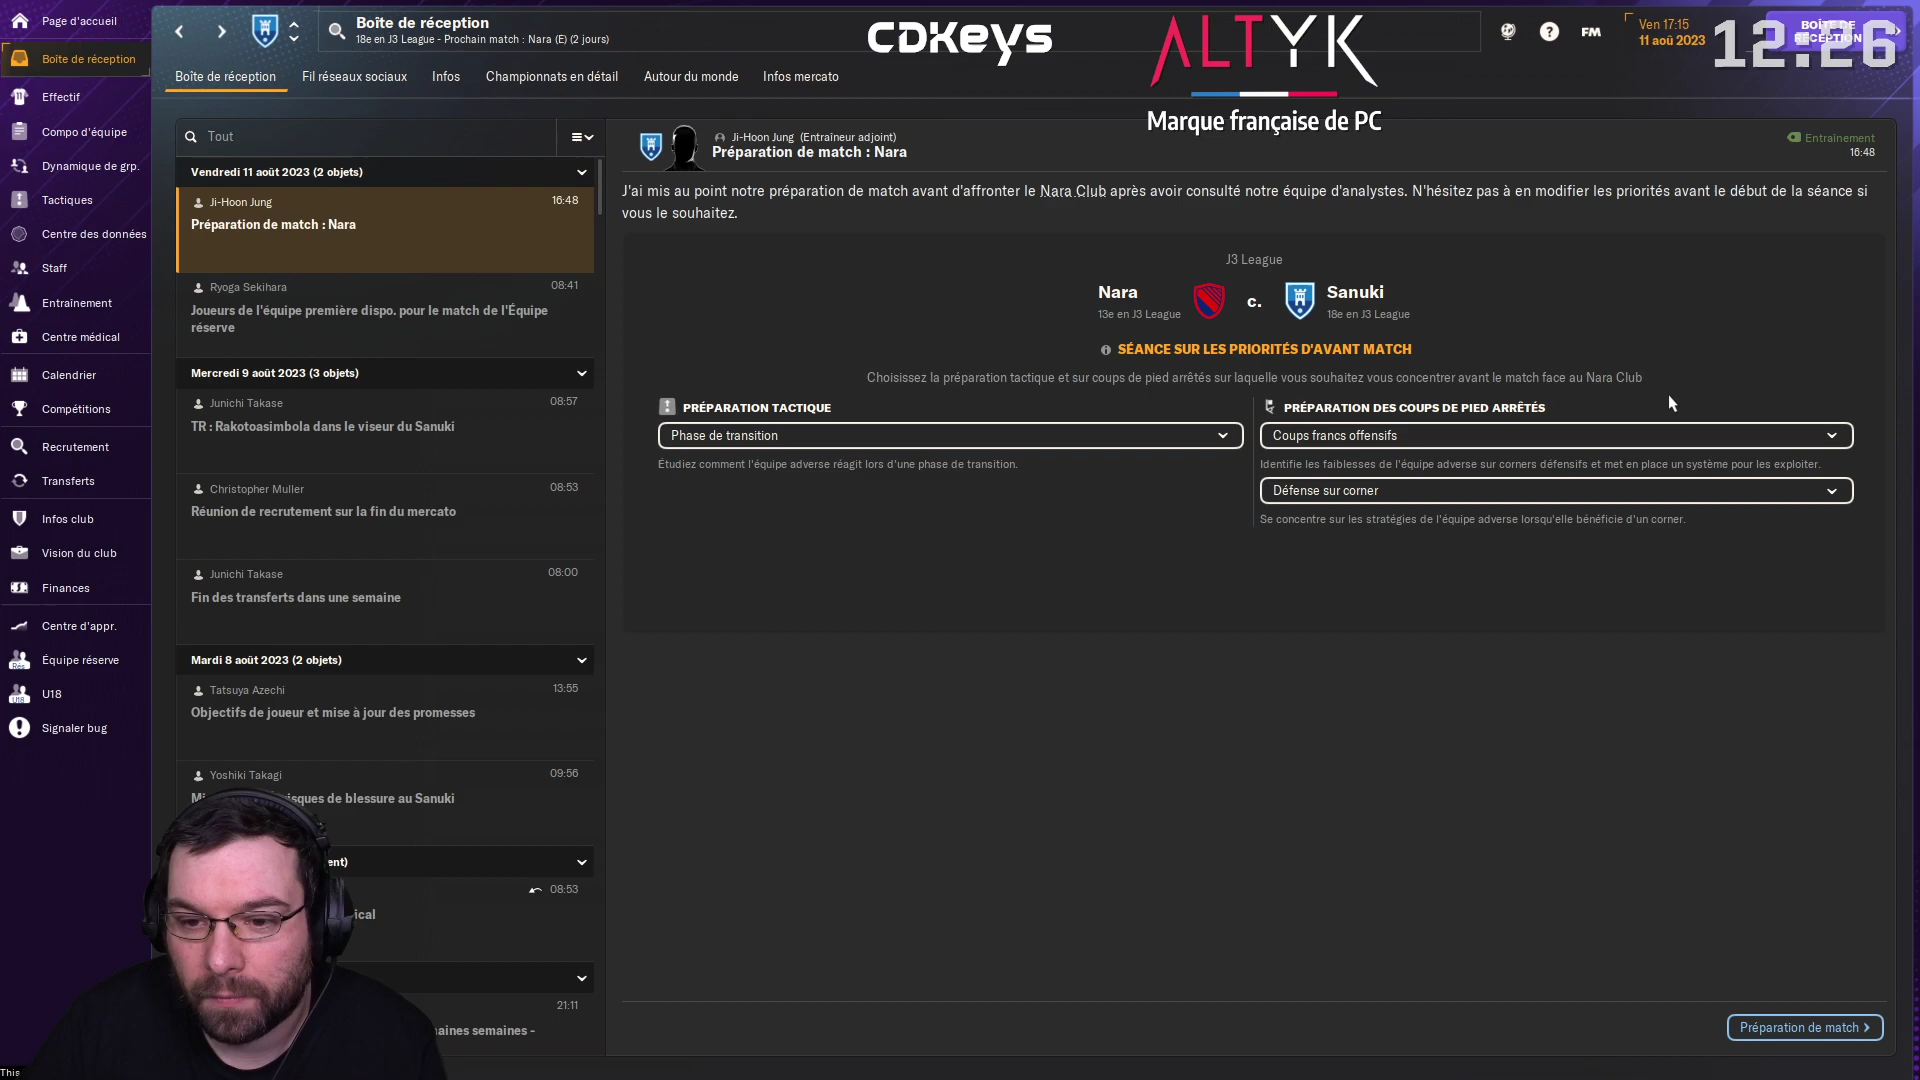 Page d'accueil
Boîte de réception
Effectif
Compo d'équipe
Dynamique de grp.
Tactiques
Centre des données
Staff
Entraînement
Centre médical
Calendrier
Compétitions
Recrutement
Transferts
Infos club
Vision du club
Finances
Centre d'appr.
Équipe réserve
U18
Signaler bug
This
Boîte de réception
18e en J3 League - Prochain match : Nara (E) (2 jours)
CDKeys
ALTYK
Marque française de PC
FM
Ven 17:15
11 aoû 2023
BOÎTE DE
RÉCEPTION
12:26
Boîte de réception
Fil réseaux sociaux
Infos
Championnats en détail
Autour du monde
Infos mercato
Tout
Vendredi 11 août 2023 (2 objets)
Ji-Hoon Jung 16:48
Préparation de match : Nara
Ryoga Sekihara 08:41
Joueurs de l'équipe première dispo. pour le match de l'Équipe
réserve
Mercredi 9 août 2023 (3 objets)
Junichi Takase 08:57
TR : Rakotoasimbola dans le viseur du Sanuki
Christopher Muller 08:53
Réunion de recrutement sur la fin du mercato
Junichi Takase 08:00
Fin des transferts dans une semaine
Mardi 8 août 2023 (2 objets)
Tatsuya Azechi 13:55
Objectifs de joueur et mise à jour des promesses
Yoshiki Takagi 09:56
isques de blessure au Sanuki
ent)
08:53
ical
21:11
aines semaines -
Ji-Hoon Jung (Entraîneur adjoint)
Préparation de match : Nara
Entraînement
16:48
J'ai mis au point notre préparation de match avant d'affronter le Nara Club après avoir consulté notre équipe d'analystes. N'hésitez pas à en modifier les priorités avant le début de la séance si
vous le souhaitez.
J3 League
Nara
13e en J3 League
c.
Sanuki
18e en J3 League
SÉANCE SUR LES PRIORITÉS D'AVANT MATCH
Choisissez la préparation tactique et sur coups de pied arrêtés sur laquelle vous souhaitez vous concentrer avant le match face au Nara Club
PRÉPARATION TACTIQUE
Phase de transition
Étudiez comment l'équipe adverse réagit lors d'une phase de transition.
PRÉPARATION DES COUPS DE PIED ARRÊTÉS
Coups francs offensifs
Identifie les faiblesses de l'équipe adverse sur corners défensifs et met en place un système pour les exploiter.
Défense sur corner
Se concentre sur les stratégies de l'équipe adverse lorsqu'elle bénéficie d'un corner.
Préparation de match